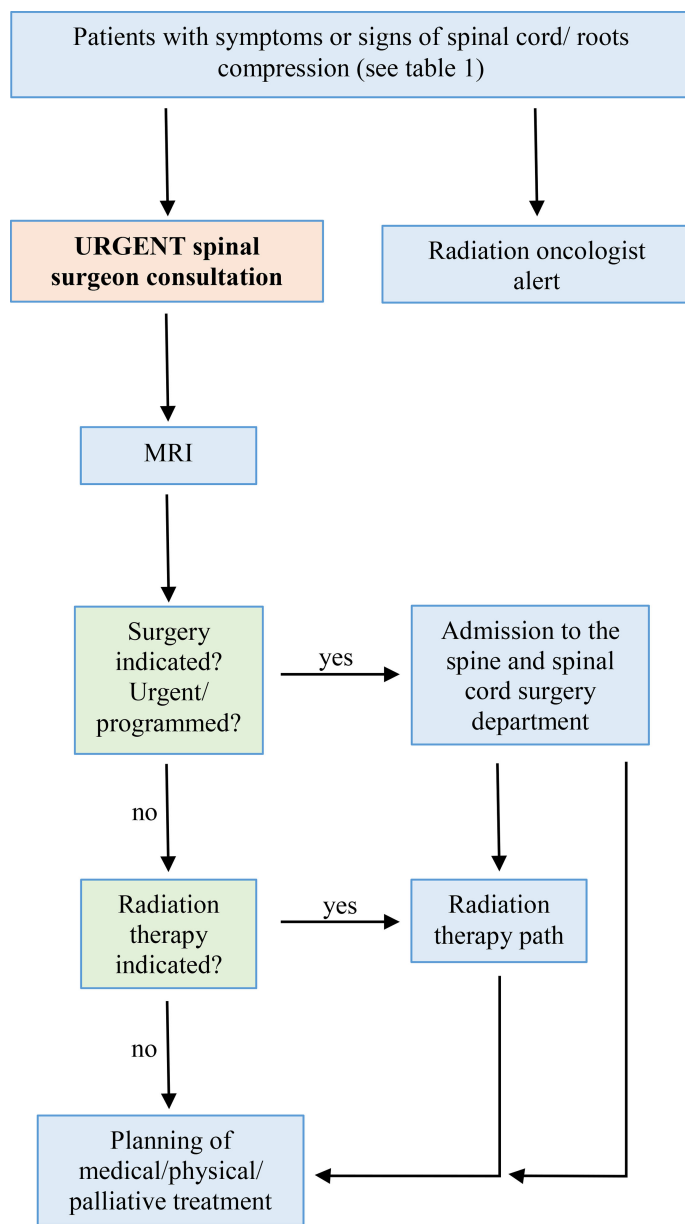 Patients with symptoms or signs of spinal cord/ roots
compression (see table 1)
URGENT spinal
surgeon consultation
Radiation oncologist
alert
MRI
Surgery
indicated?
Urgent/
programmed?
yes
Admission to the
spine and spinal
cord surgery
department
no
Radiation
therapy
indicated?
yes
Radiation
therapy path
no
Planning of
medical/physical/
palliative treatment